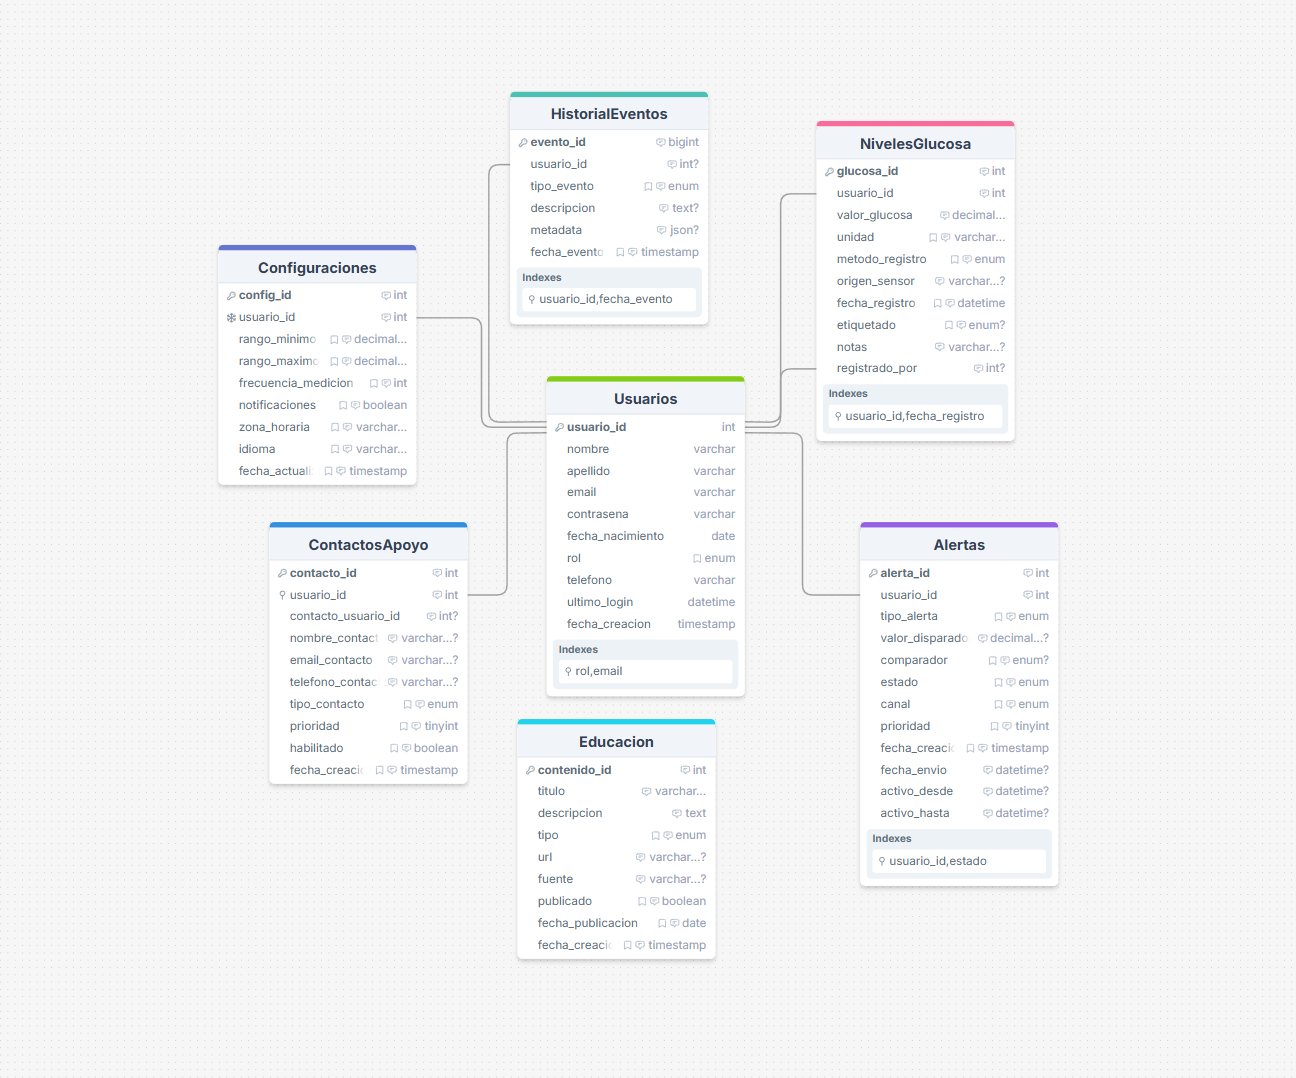 HistorialEventos
evento_id bigint
usuario_id int?
tipo_evento enum
descripcion text?
metadata json?
fecha_evento timestamp
Indexes
usuario_id,fecha_evento
NivelesGlucosa
glucosa_id int
usuario_id int
valor_glucosa decimal...
unidad varchar...
metodo_registro enum
origen_sensor varchar...?
fecha_registro datetime
etiquetado enum?
notas varchar...?
registrado_por int?
Indexes
usuario_id,fecha_registro
Configuraciones
config_id int
usuario_id int
rango_minimo decimal...
rango_maximo decimal...
frecuencia_medicion int
notificaciones boolean
zona_horaria varchar...
idioma varchar...
fecha_actuali timestamp
Usuarios
usuario_id int
nombre varchar
apellido varchar
email varchar
contrasena varchar
fecha_nacimiento date
rol enum
telefono varchar
ultimo_login datetime
fecha_creacion timestamp
Indexes
rol,email
ContactosApoyo
contacto_id int
usuario_id int
contacto_usuario_id int?
nombre_contact varchar...?
email_contacto varchar...?
telefono_contac varchar...?
tipo_contacto enum
prioridad tinyint
habilitado boolean
fecha_creaci timestamp
Alertas
alerta_id int
usuario_id int
tipo_alerta enum
valor_disparado decimal...?
comparador enum?
estado enum
canal enum
prioridad tinyint
fecha_creaci timestamp
fecha_envio datetime?
activo_desde datetime?
activo_hasta datetime?
Indexes
usuario_id,estado
Educacion
contenido_id int
titulo varchar...
descripcion text
tipo enum
url varchar...?
fuente varchar...?
publicado boolean
fecha_publicacion date
fecha_creaci timestamp